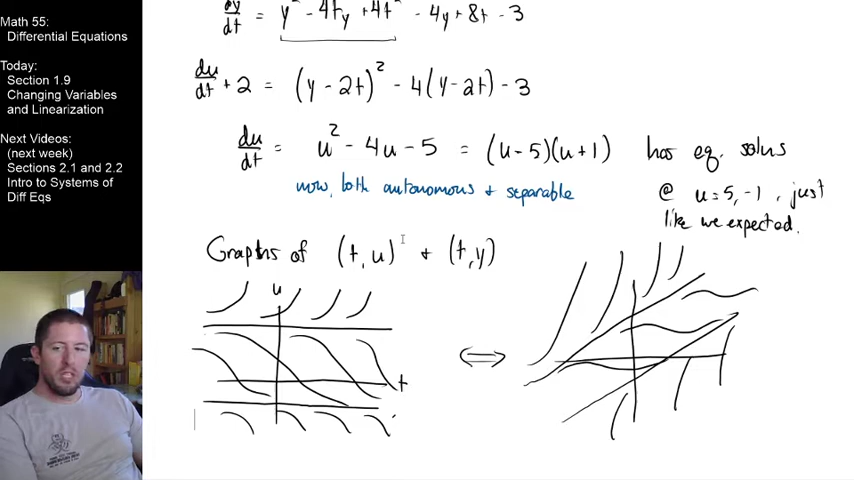 Math 55:
Differential Equations
Today:
Section 1.9
Changing Variables
and Linearization
Next Videos:
(next week)
Sections 2.1 and 2.2
Intro to Systems of
Diff Eqs
dy/dt = y² - 4ty + 4t² - 4y + 8t - 3
du/dt + 2 = (y - 2t)² - 4(y - 2t) - 3
du/dt = u² - 4u - 5 = (u - 5)(u + 1) has eq. solns
@ u = 5, -1, just
like we expected.
now, both autonomous + separable
Graphs of (t, u) + (t, y)
u
t